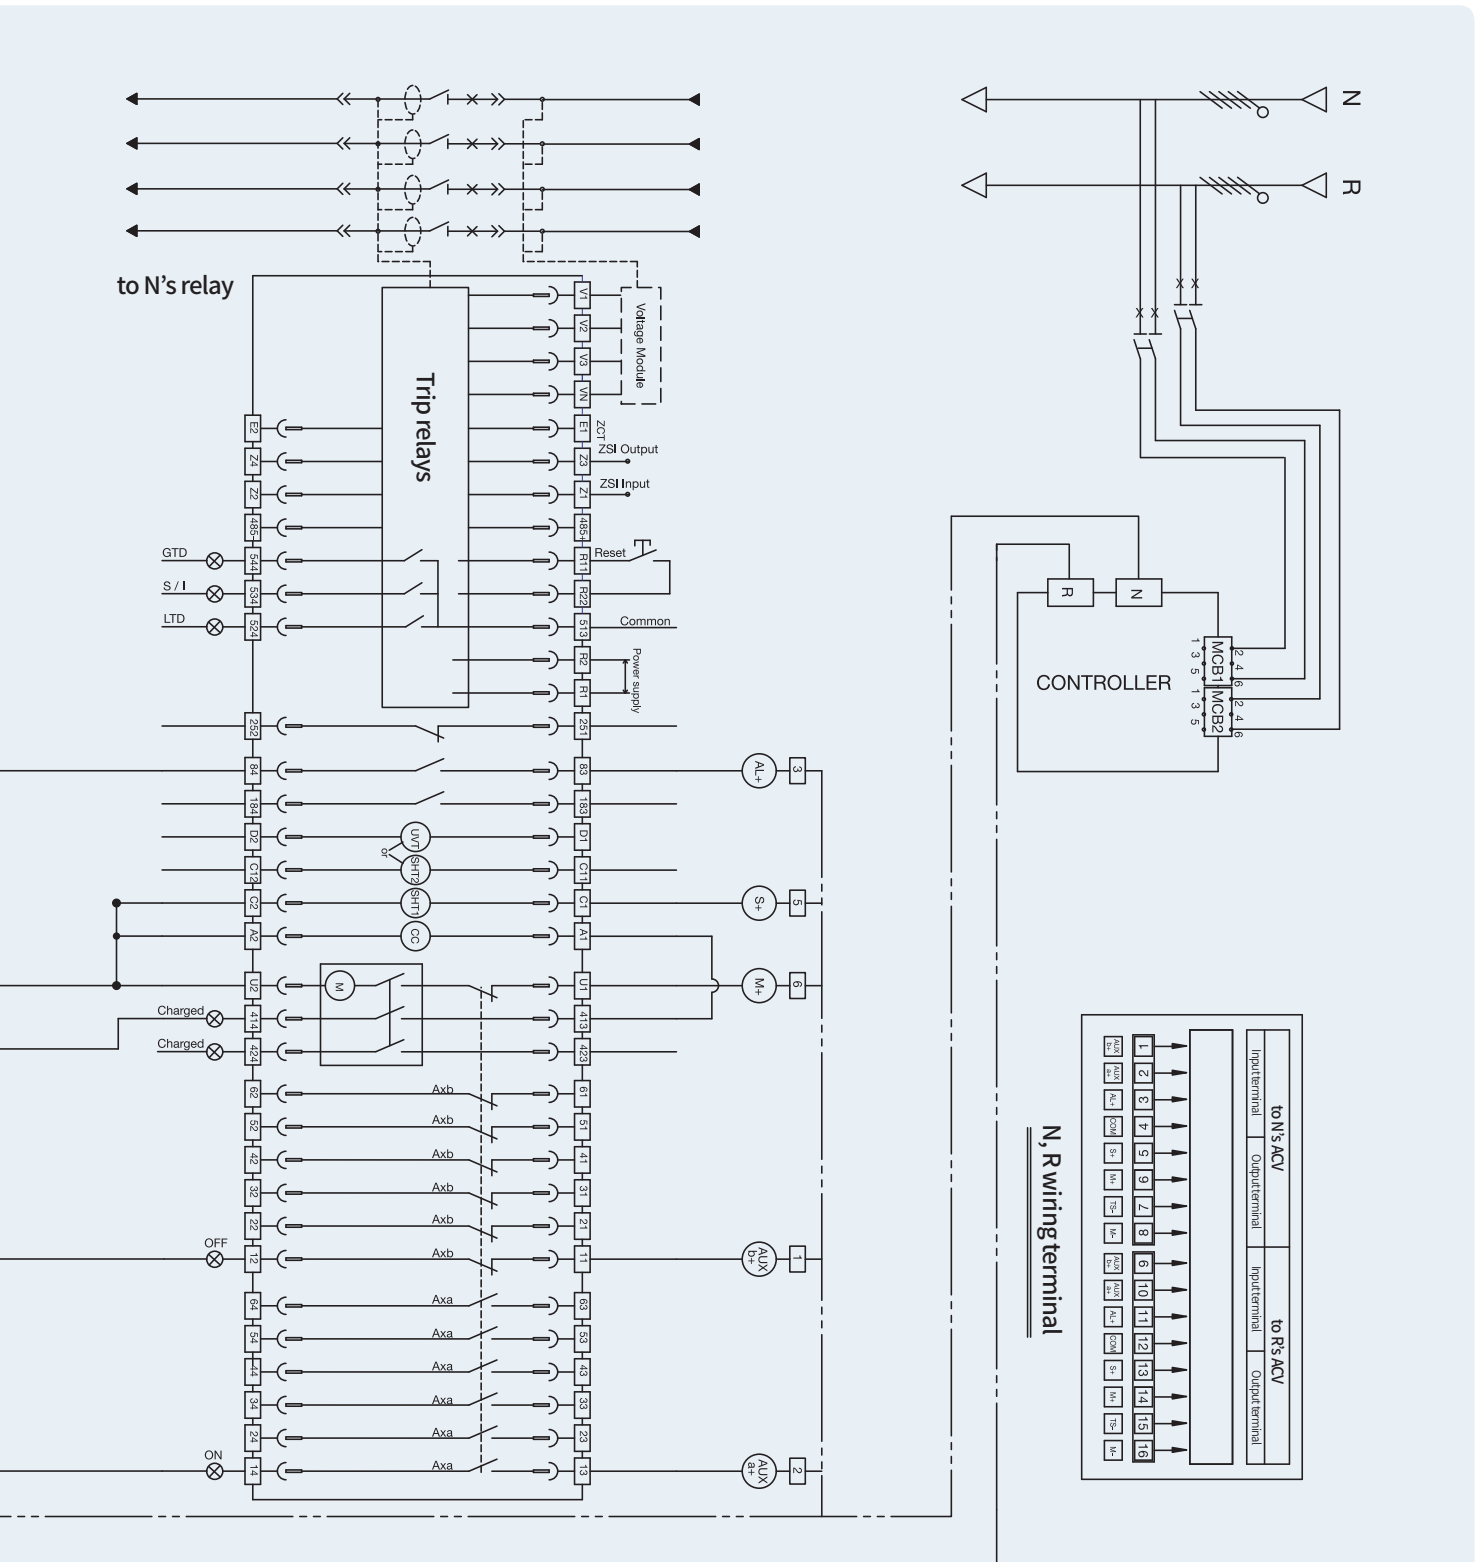 N
R
to N's relay
V1
V2
V3
VN
Voltage Module
Trip relays
E2
E1
ZCT
Z4
Z3
ZSI Output
Z2
Z1
ZSI Input
485-
485+
GTD
544
R11
Reset
S / I
534
R22
LTD
524
513
Common
R2
R1
Power supply
252
251
84
83
AL+
3
184
183
D2
UVT
D1
or
C12
SHT2
C11
C2
SHT1
C1
S+
5
A2
CC
A1
U2
M
U1
M+
6
Charged
414
413
Charged
424
423
62
Axb
61
52
Axb
51
42
Axb
41
32
Axb
31
22
Axb
21
OFF
12
Axb
11
AUX
b+
1
64
Axa
63
54
Axa
53
44
Axa
43
34
Axa
33
24
Axa
23
ON
14
Axa
13
AUX
a+
2
R
N
CONTROLLER
MCB1
1
3
5
2
4
6
MCB2
1
3
5
2
4
6
N, R wiring terminal
to N's ACV
to R's ACV
Input terminal
Output terminal
Input terminal
Output terminal
1
2
3
4
5
6
7
8
9
10
11
12
13
14
15
16
AUX
b+
AUX
a+
AL+
COM
S+
M+
TS-
M-
AUX
b+
AUX
a+
AL+
COM
S+
M+
TS-
M-